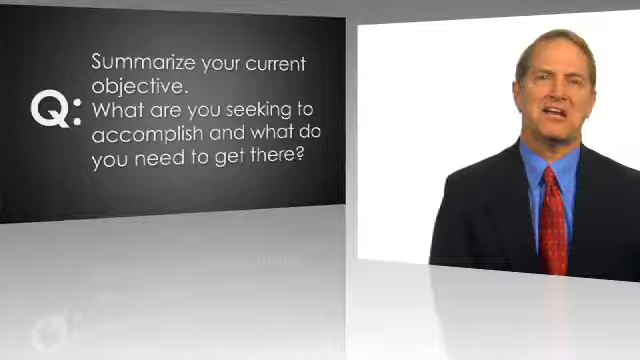 Q:
Summarize your current
objective.
What are you seeking to
accomplish and what do
you need to get there?